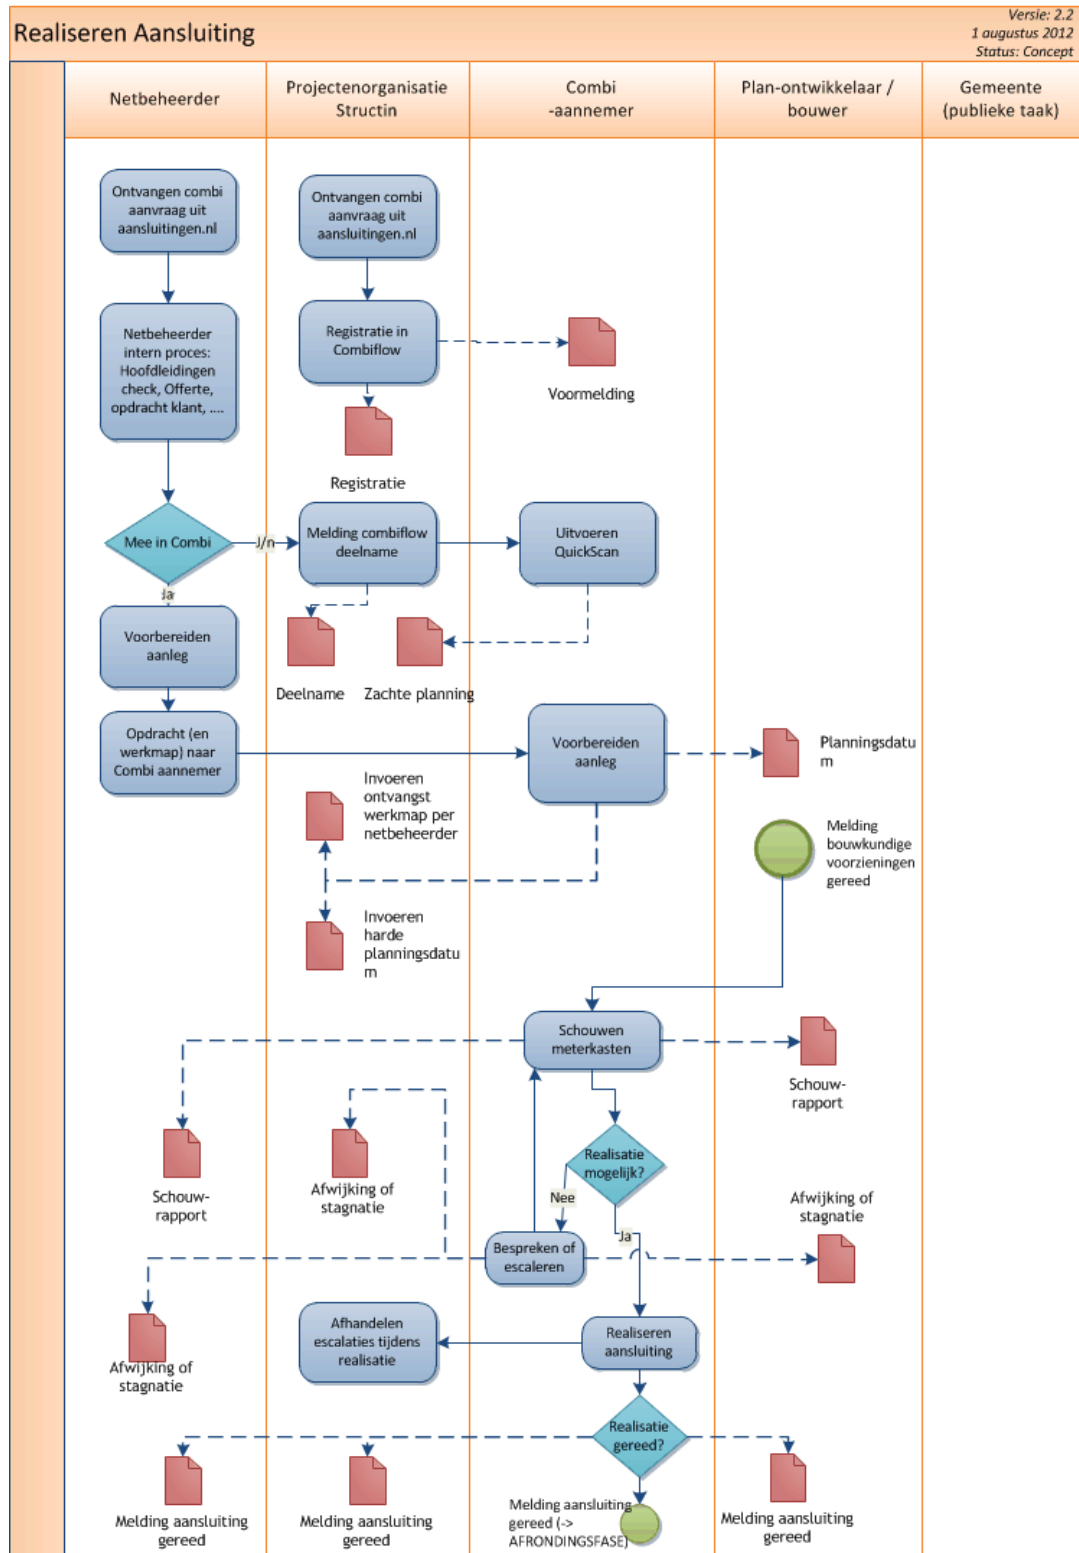 Realiseren Aansluiting
Versie: 2.2
1 augustus 2012
Status: Concept
Netbeheerder
Projectenorganisatie
Structin
Combi
-aannemer
Plan-ontwikkelaar /
bouwer
Gemeente
(publieke taak)
Ontvangen combi
aanvraag uit
aansluitingen.nl
Ontvangen combi
aanvraag uit
aansluitingen.nl
Netbeheerder
intern proces:
Hoofdleidingen
check, Offerte,
opdracht klant, ....
Registratie in
Combiflow
Voormelding
Registratie
Mee in Combi
J/n
Melding combiflow
deelname
Uitvoeren
QuickScan
Ja
Voorbereiden
aanleg
Deelname
Zachte planning
Opdracht (en
werkmap) naar
Combi aannemer
Voorbereiden
aanleg
Planningsdatu
m
Invoeren
ontvangst
werkmap per
netbeheerder
Melding
bouwkundige
voorzieningen
gereed
Invoeren
harde
planningsdatu
m
Schouwen
meterkasten
Schouw-
rapport
Realisatie
mogelijk?
Schouw-
rapport
Afwijking of
stagnatie
Nee
Afwijking of
stagnatie
Ja
Bespreken of
escaleren
Afhandelen
escalaties tijdens
realisatie
Realiseren
aansluiting
Afwijking of
stagnatie
Realisatie
gereed?
Melding aansluiting
gereed
Melding aansluiting
gereed
Melding aansluiting
gereed (->
AFRONDINGSFASE)
Melding aansluiting
gereed